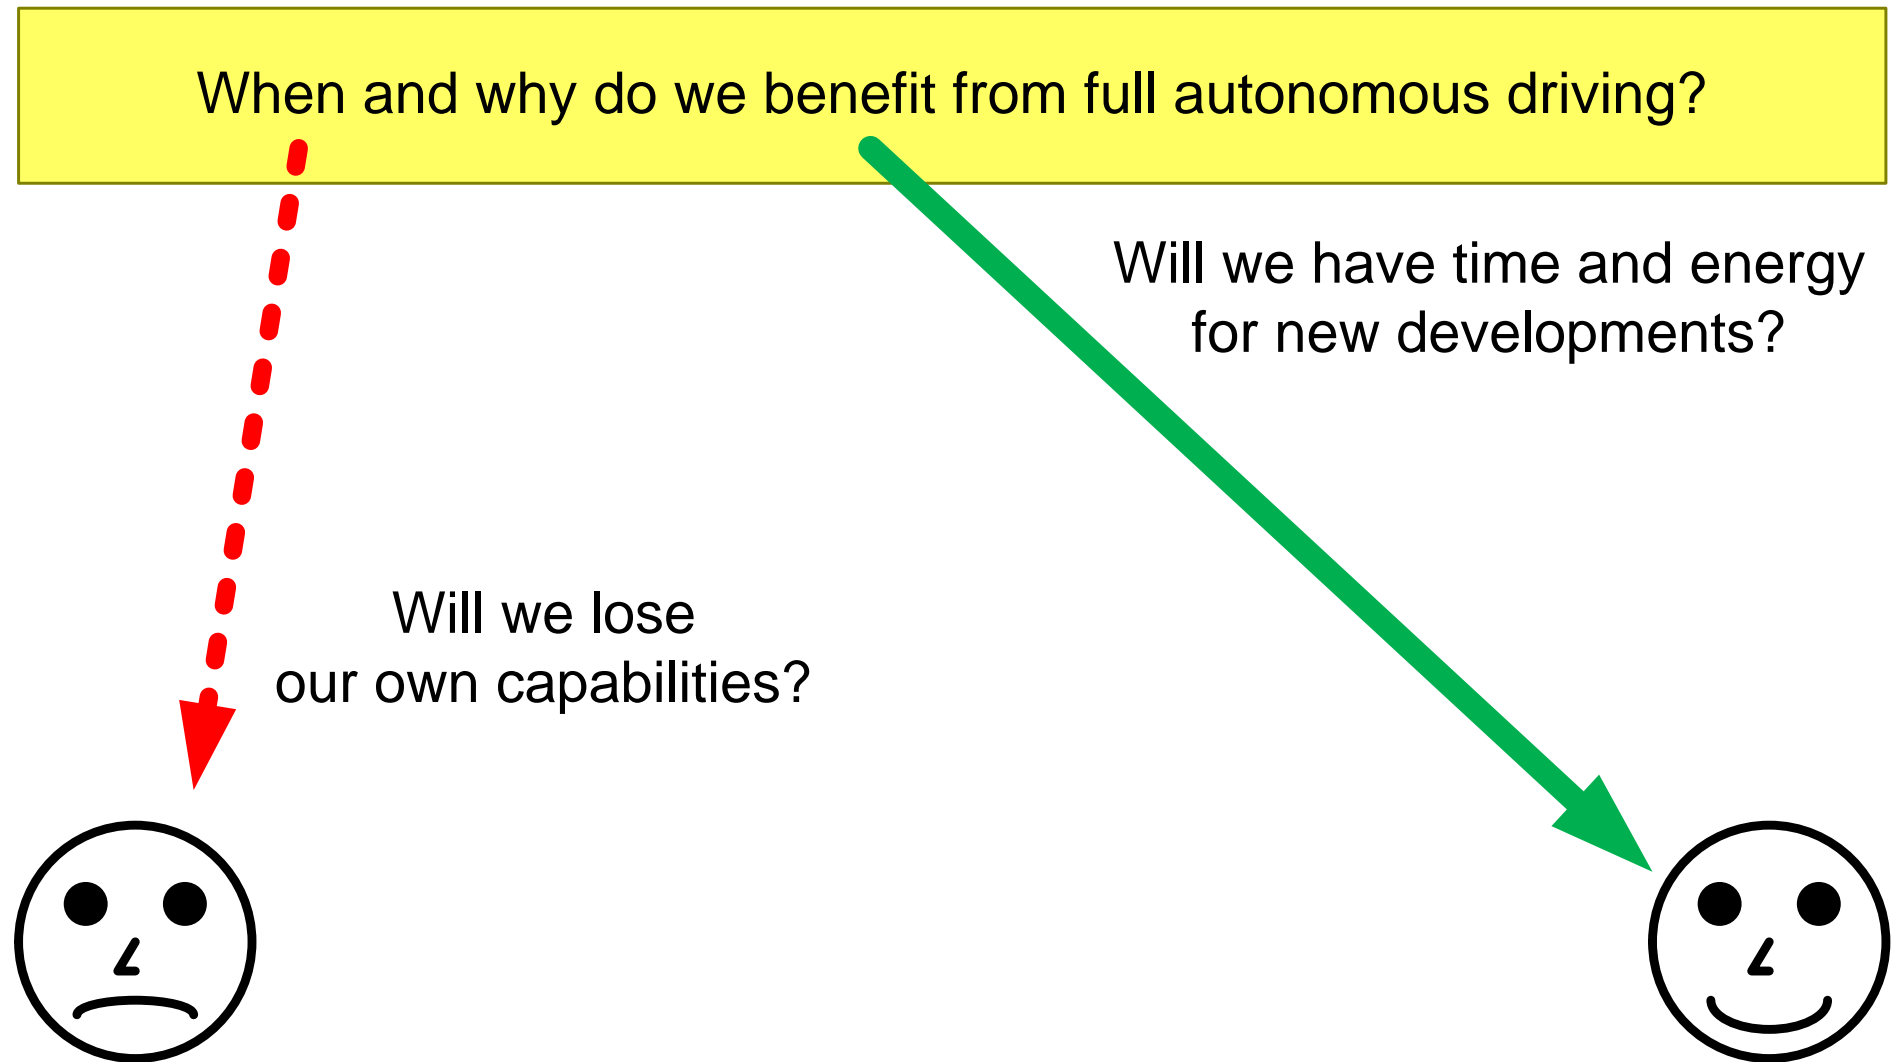 When and why do we benefit from full autonomous driving?
Will we have time and energy
for new developments?
Will we lose
our own capabilities?